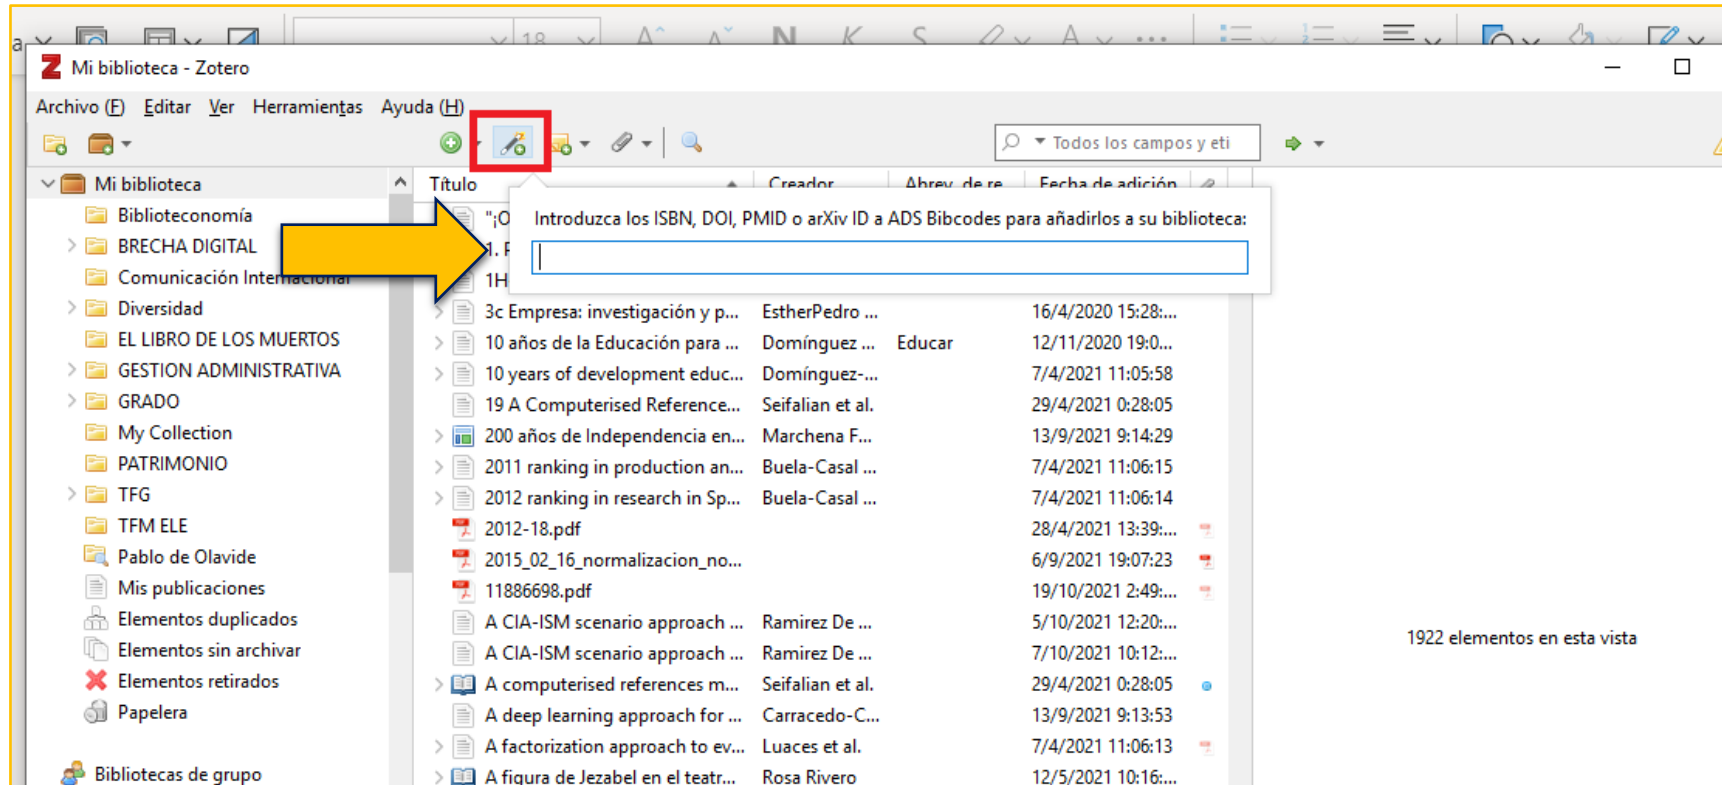 18 A A N K S A
Mi biblioteca - Zotero
Archivo (F) Editar Ver Herramientas Ayuda (H)
Todos los campos y eti
Mi biblioteca
Biblioteconomía
BRECHA DIGITAL
Comunicación Internacional
Diversidad
EL LIBRO DE LOS MUERTOS
GESTION ADMINISTRATIVA
GRADO
My Collection
PATRIMONIO
TFG
TFM ELE
Pablo de Olavide
Mis publicaciones
Elementos duplicados
Elementos sin archivar
Elementos retirados
Papelera
Bibliotecas de grupo
Título Creador Abrev. de re Fecha de adición
Introduzca los ISBN, DOI, PMID o arXiv ID a ADS Bibcodes para añadirlos a su biblioteca:
"¡O
1. P
1H
3c Empresa: investigación y p... EstherPedro ... 16/4/2020 15:28:...
10 años de la Educación para ... Domínguez ... Educar 12/11/2020 19:0...
10 years of development educ... Domínguez-... 7/4/2021 11:05:58
19 A Computerised Reference... Seifalian et al. 29/4/2021 0:28:05
200 años de Independencia en... Marchena F... 13/9/2021 9:14:29
2011 ranking in production an... Buela-Casal ... 7/4/2021 11:06:15
2012 ranking in research in Sp... Buela-Casal ... 7/4/2021 11:06:14
2012-18.pdf 28/4/2021 13:39:...
2015_02_16_normalizacion_no... 6/9/2021 19:07:23
11886698.pdf 19/10/2021 2:49:...
A CIA-ISM scenario approach ... Ramirez De ... 5/10/2021 12:20:...
A CIA-ISM scenario approach ... Ramirez De ... 7/10/2021 10:12:...
A computerised references m... Seifalian et al. 29/4/2021 0:28:05
A deep learning approach for ... Carracedo-C... 13/9/2021 9:13:53
A factorization approach to ev... Luaces et al. 7/4/2021 11:06:13
A figura de Jezabel en el teatr... Rosa Rivero 12/5/2021 10:16:...
1922 elementos en esta vista